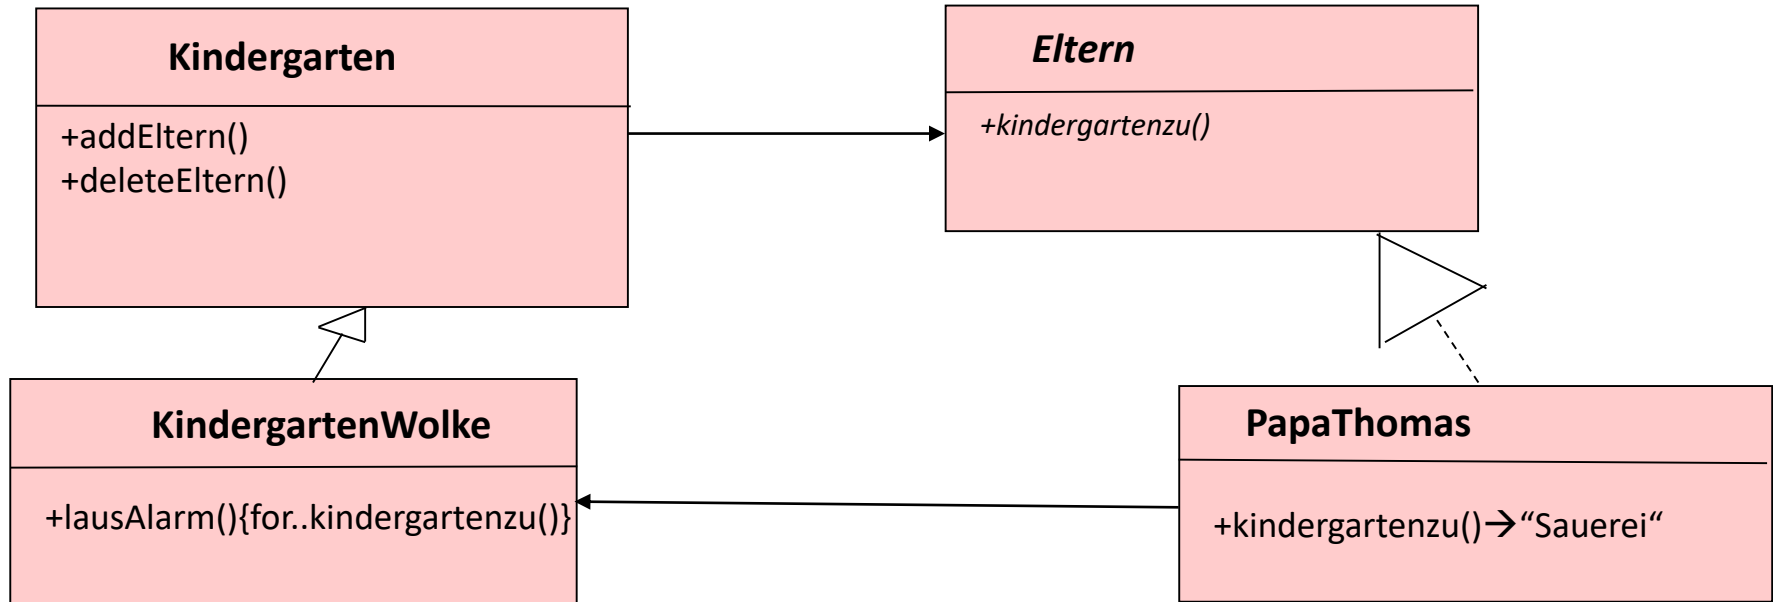 Kindergarten
+addEltern()
+deleteEltern()
Eltern
+kindergartenzu()
KindergartenWolke
+lausAlarm(){for..kindergartenzu()}
PapaThomas
+kindergartenzu()→“Sauerei“